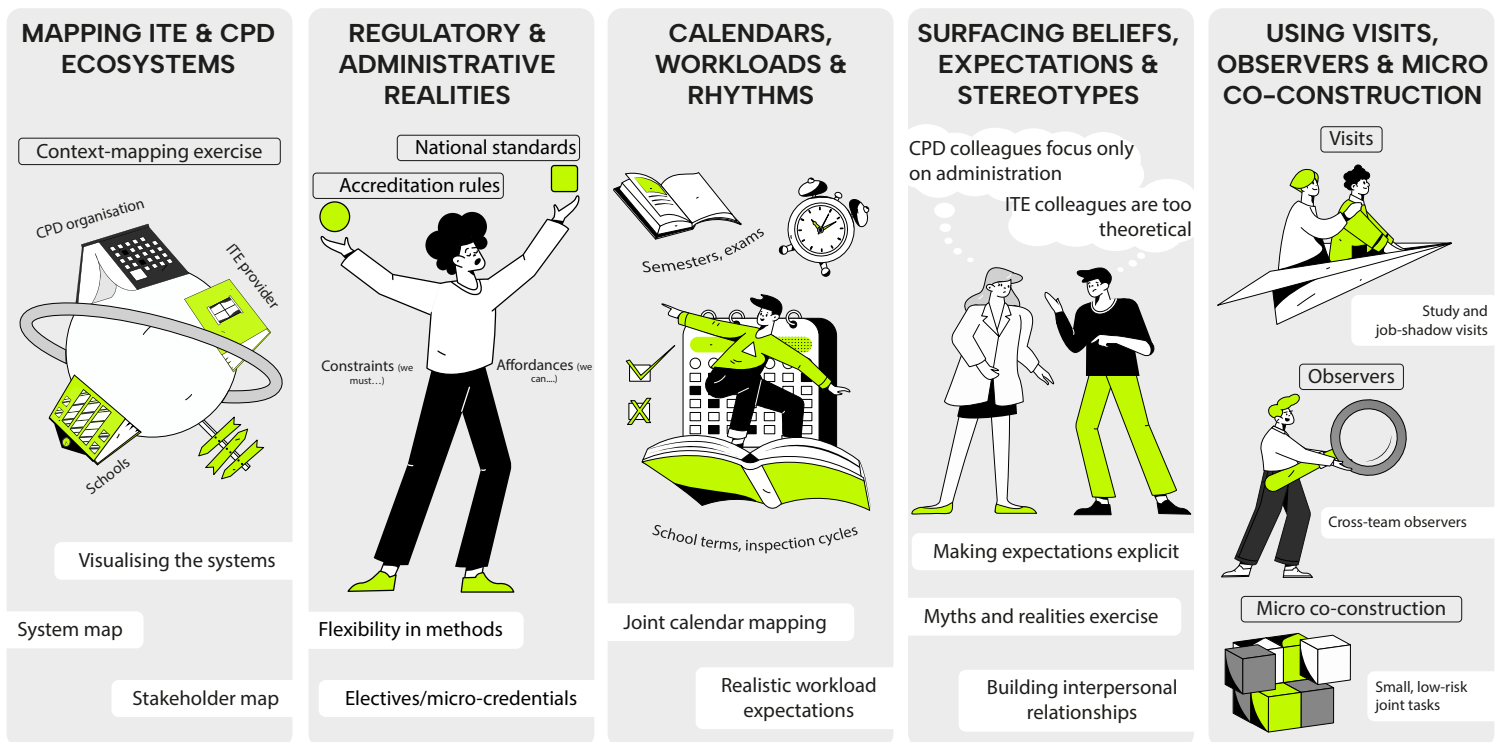 MAPPING ITE & CPD
ECOSYSTEMS
Context-mapping exercise
CPD organisation
ITE provider
Schools
Visualising the systems
System map
Stakeholder map
REGULATORY &
ADMINISTRATIVE
REALITIES
National standards
Accreditation rules
Constraints (we
must...)
Affordances (we
can....)
Flexibility in methods
Electives/micro-credentials
CALENDARS,
WORKLOADS &
RHYTHMS
Semesters, exams
School terms, inspection cycles
Joint calendar mapping
Realistic workload
expectations
SURFACING BELIEFS,
EXPECTATIONS &
STEREOTYPES
CPD colleagues focus only
on administration
ITE colleagues are too
theoretical
Making expectations explicit
Myths and realities exercise
Building interpersonal
relationships
USING VISITS,
OBSERVERS & MICRO
CO-CONSTRUCTION
Visits
Study and
job-shadow visits
Observers
Cross-team observers
Micro co-construction
Small, low-risk
joint tasks